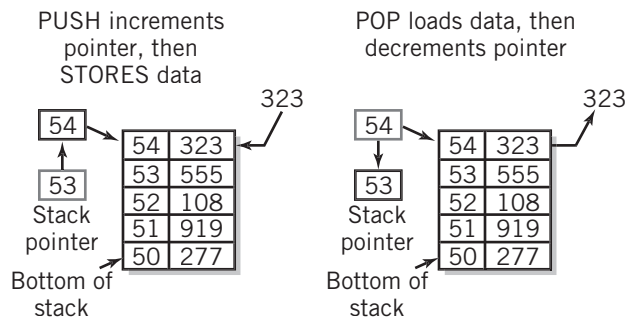 PUSH increments
pointer, then
STORES data
323
54
53
Stack
pointer
Bottom of
stack
54 323
53 555
52 108
51 919
50 277
POP loads data, then
decrements pointer
323
54
53
Stack
pointer
Bottom of
stack
54 323
53 555
52 108
51 919
50 277